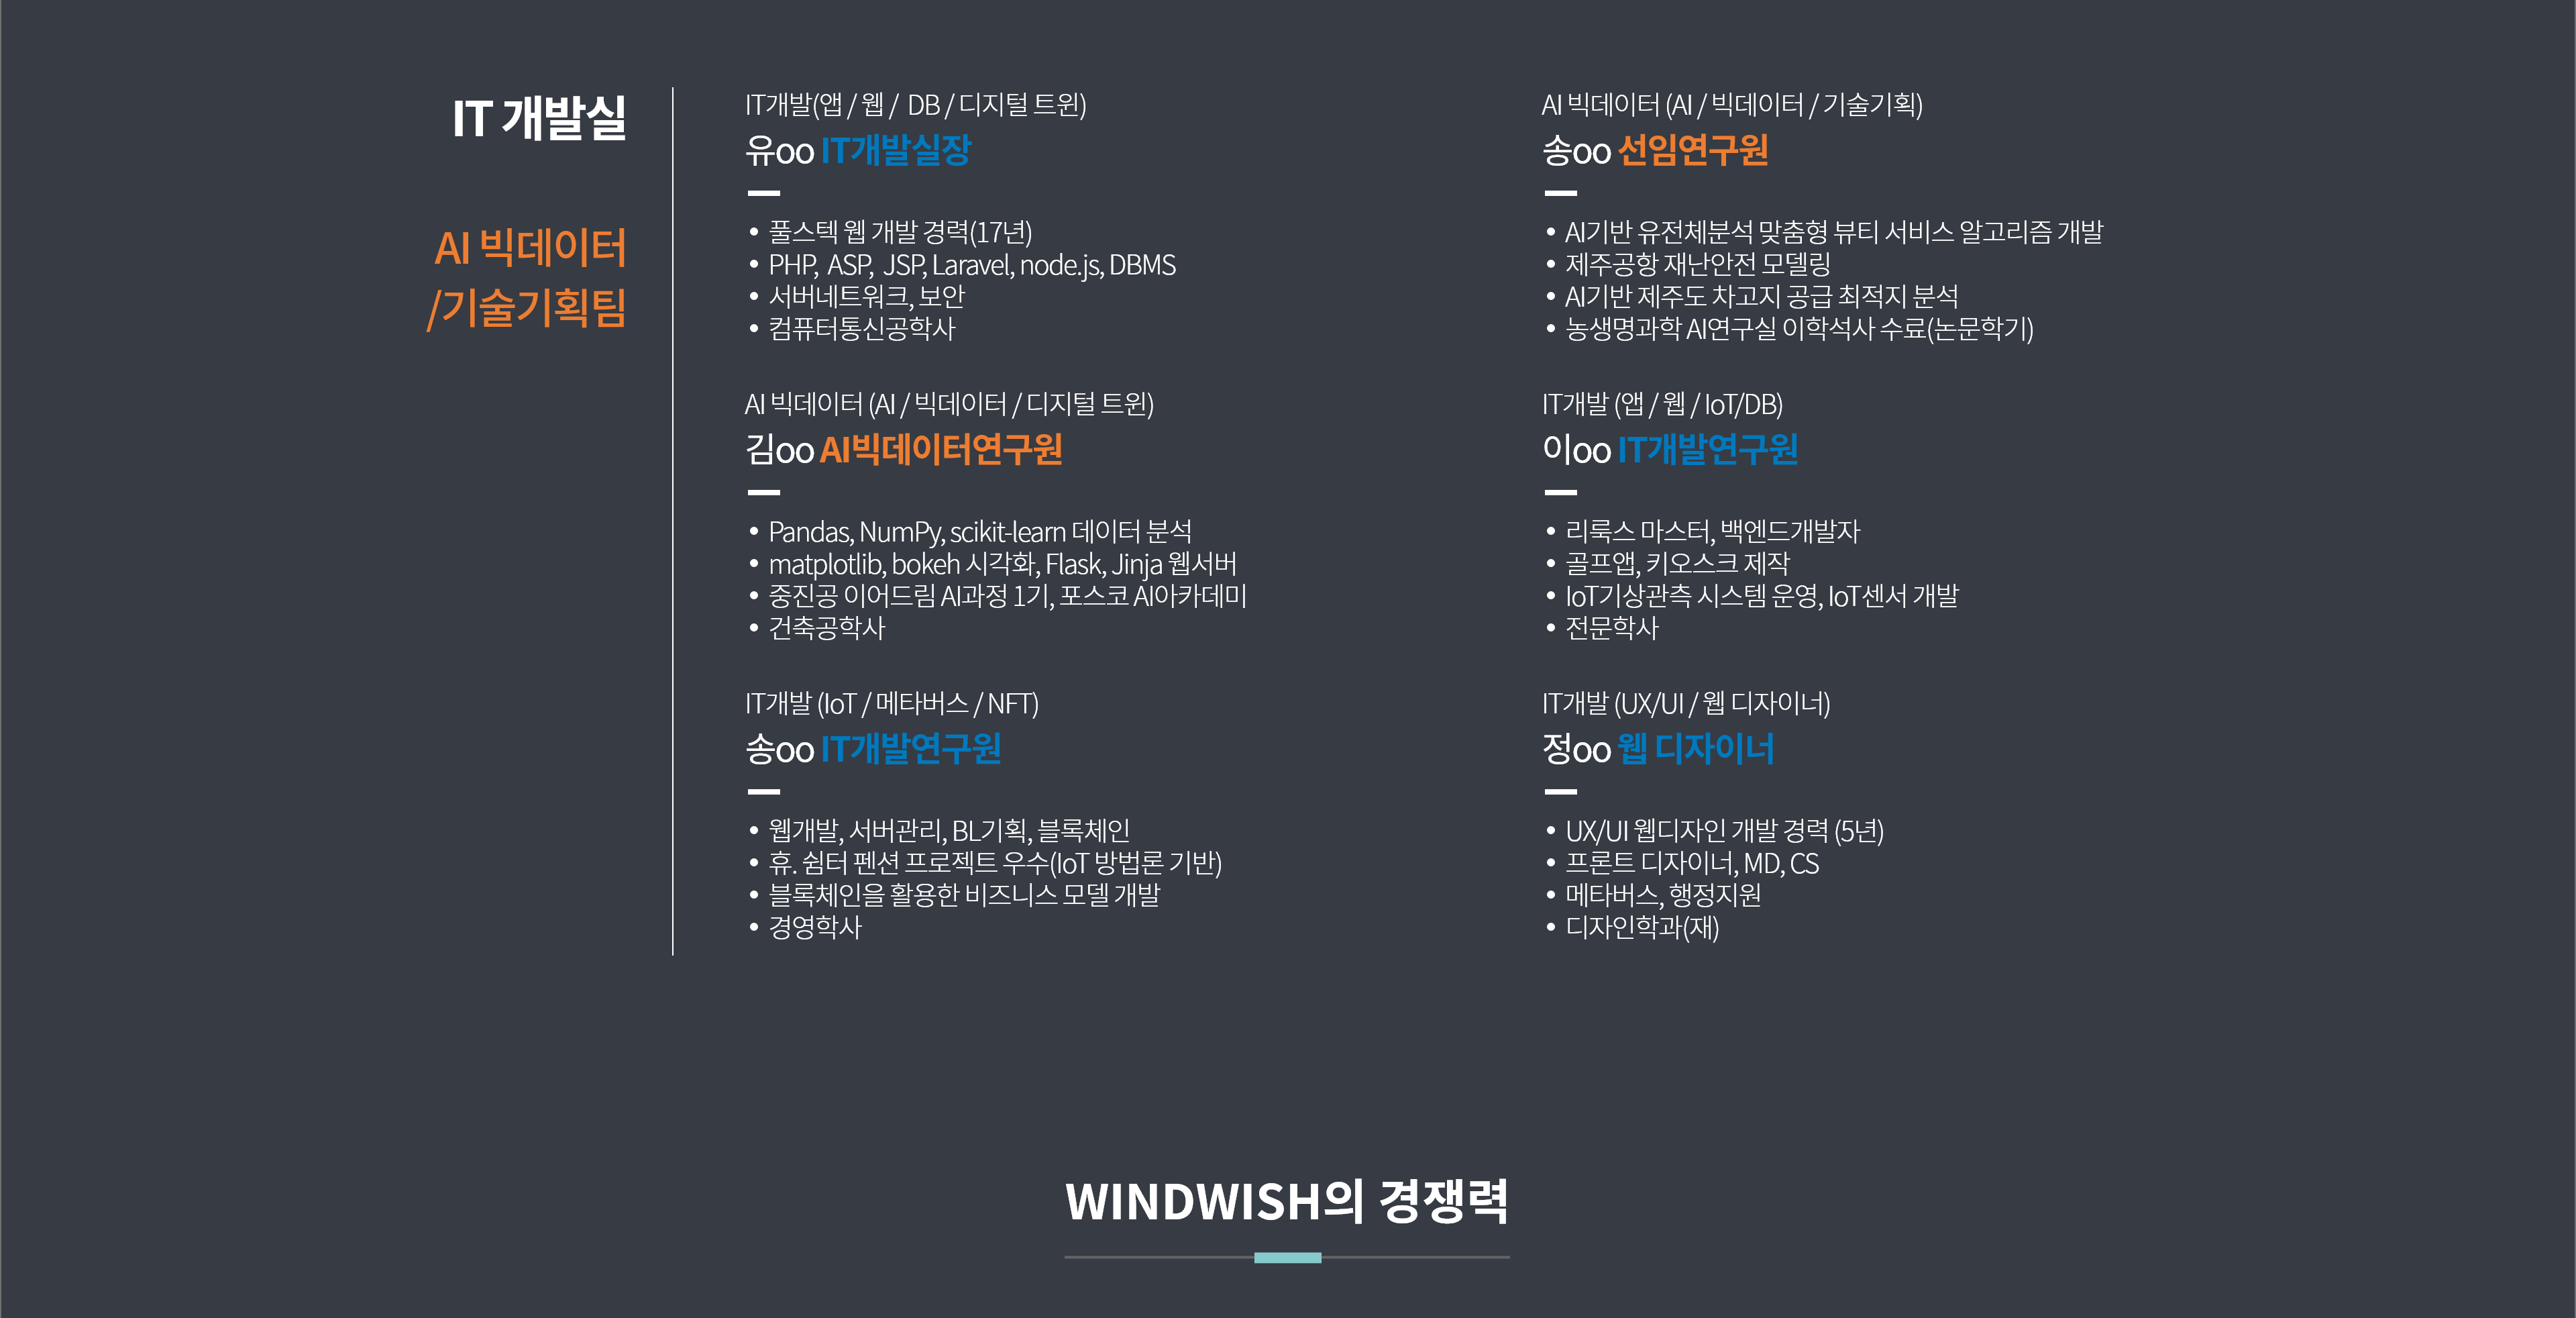 IT 개발실
AI 빅데이터
/기술기획팀
IT개발(앱 / 웹 / DB / 디지털 트윈)
유oo IT개발실장
• 풀스텍 웹 개발 경력(17년)
• PHP, ASP, JSP, Laravel, node.js, DBMS
• 서버네트워크, 보안
• 컴퓨터통신공학사
AI 빅데이터 (AI / 빅데이터 / 기술기획)
송oo 선임연구원
• AI기반 유전체분석 맞춤형 뷰티 서비스 알고리즘 개발
• 제주공항 재난안전 모델링
• AI기반 제주도 차고지 공급 최적지 분석
• 농생명과학 AI연구실 이학석사 수료(논문학기)
AI 빅데이터 (AI / 빅데이터 / 디지털 트윈)
김oo AI빅데이터연구원
• Pandas, NumPy, scikit-learn 데이터 분석
• matplotlib, bokeh 시각화, Flask, Jinja 웹서버
• 중진공 이어드림 AI과정 1기, 포스코 AI아카데미
• 건축공학사
IT개발 (앱 / 웹 / IoT/DB)
이oo IT개발연구원
• 리룩스 마스터, 백엔드개발자
• 골프앱, 키오스크 제작
• IoT기상관측 시스템 운영, IoT센서 개발
• 전문학사
IT개발 (IoT / 메타버스 / NFT)
송oo IT개발연구원
• 웹개발, 서버관리, BL기획, 블록체인
• 휴. 쉼터 펜션 프로젝트 우수(IoT 방법론 기반)
• 블록체인을 활용한 비즈니스 모델 개발
• 경영학사
IT개발 (UX/UI / 웹 디자이너)
정oo 웹 디자이너
• UX/UI 웹디자인 개발 경력 (5년)
• 프론트 디자이너, MD, CS
• 메타버스, 행정지원
• 디자인학과(재)
WINDWISH의 경쟁력